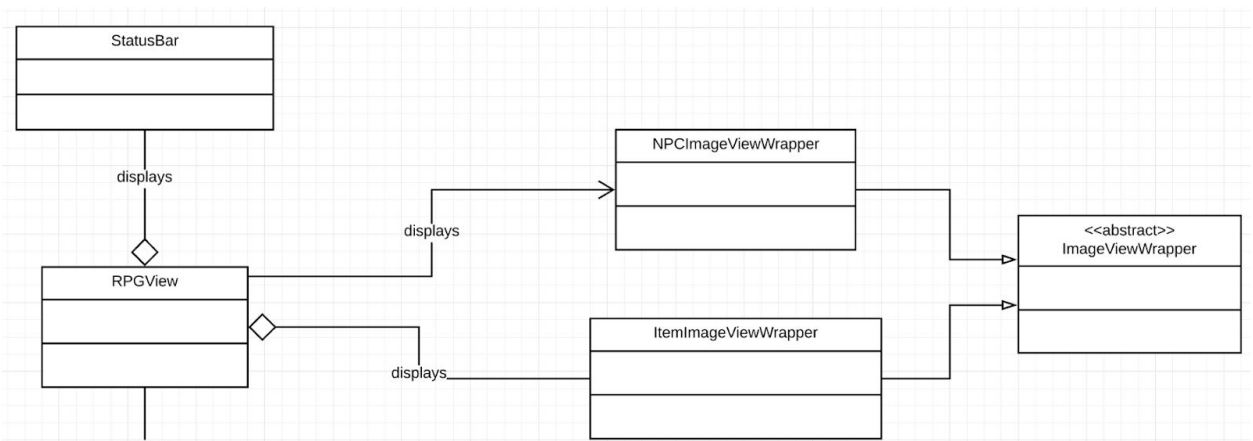 StatusBar
displays
NPCImageViewWrapper
displays
<<abstract>>
ImageViewWrapper
RPGView
ItemImageViewWrapper
displays